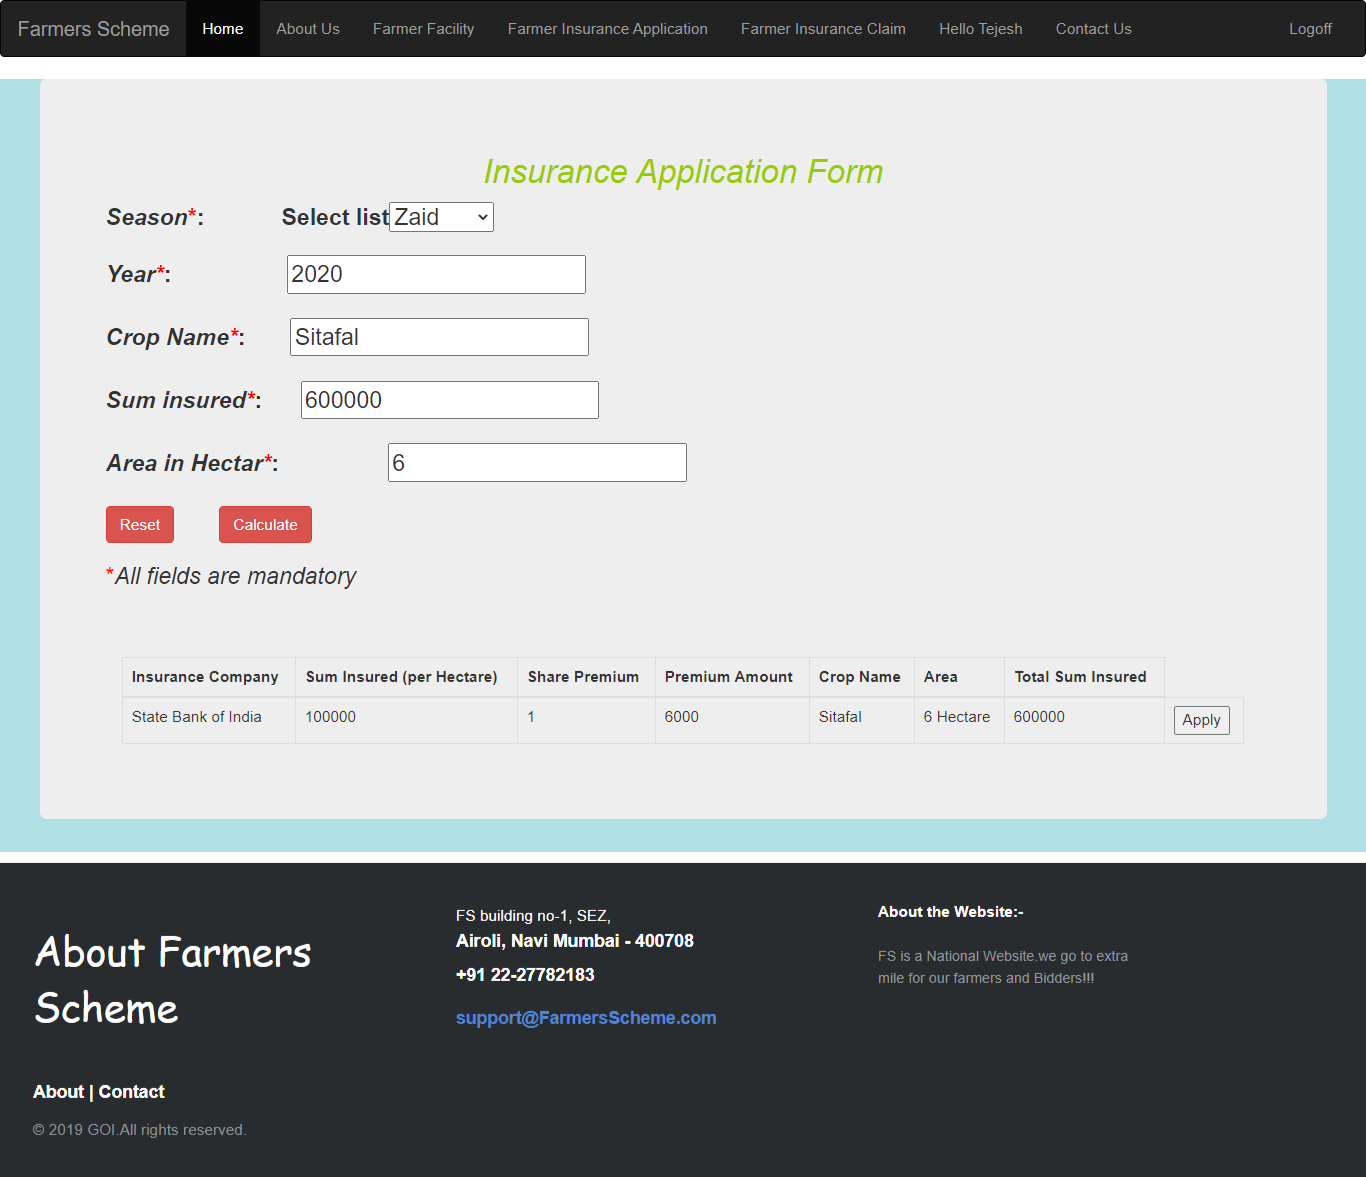 Farmers Scheme Home About Us Farmer Facility Farmer Insurance Application Farmer Insurance Claim Hello Tejesh Contact Us Logoff
Insurance Application Form
Season*: Select list Zaid
Year*: 2020
Crop Name*: Sitafal
Sum insured*: 600000
Area in Hectar*: 6
Reset Calculate
*All fields are mandatory
Insurance Company Sum Insured (per Hectare) Share Premium Premium Amount Crop Name Area Total Sum Insured
State Bank of India 100000 1 6000 Sitafal 6 Hectare 600000 Apply
About Farmers
Scheme
About | Contact
© 2019 GOI.All rights reserved.
FS building no-1, SEZ,
Airoli, Navi Mumbai - 400708
+91 22-27782183
support@FarmersScheme.com
About the Website:-
FS is a National Website.we go to extra
mile for our farmers and Bidders!!!